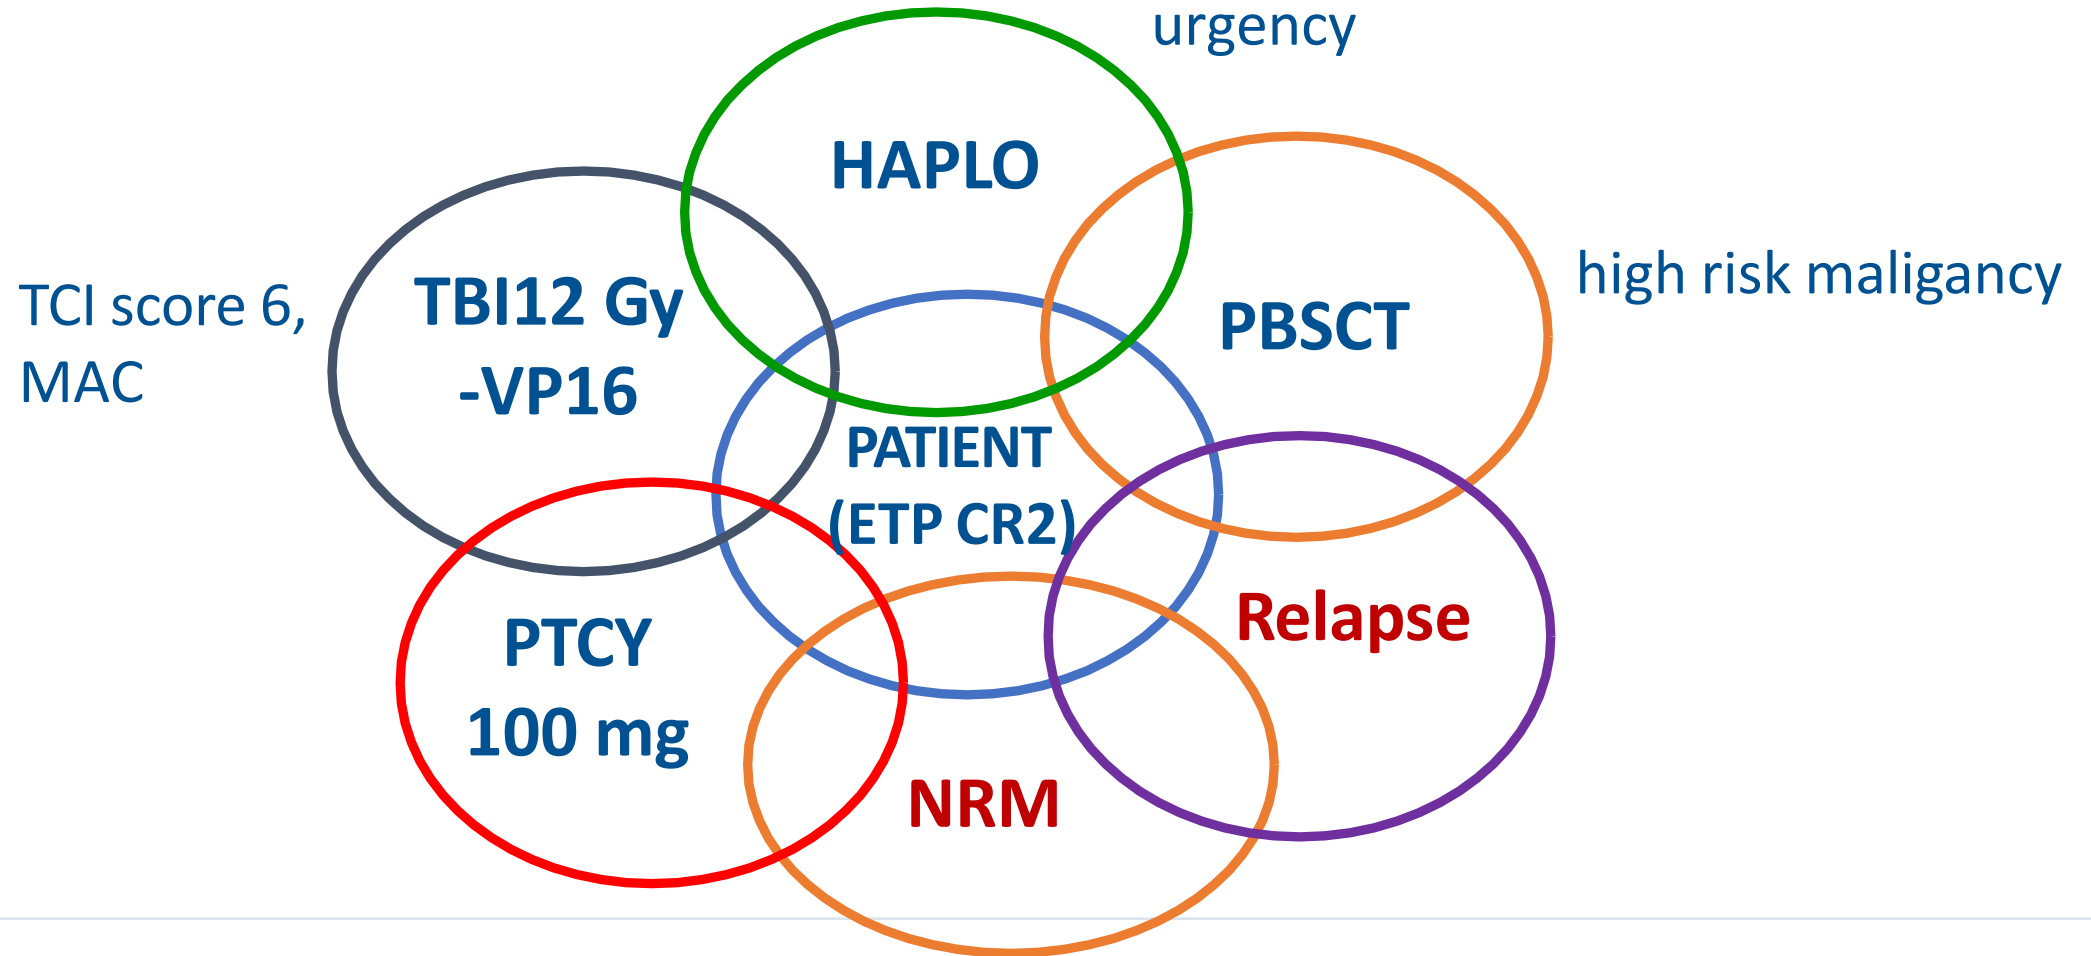 urgency
HAPLO
high risk maligancy
TCI score 6,
MAC
TBI12 Gy
-VP16
PBSCT
PATIENT
(ETP CR2)
Relapse
PTCY
100 mg
NRM